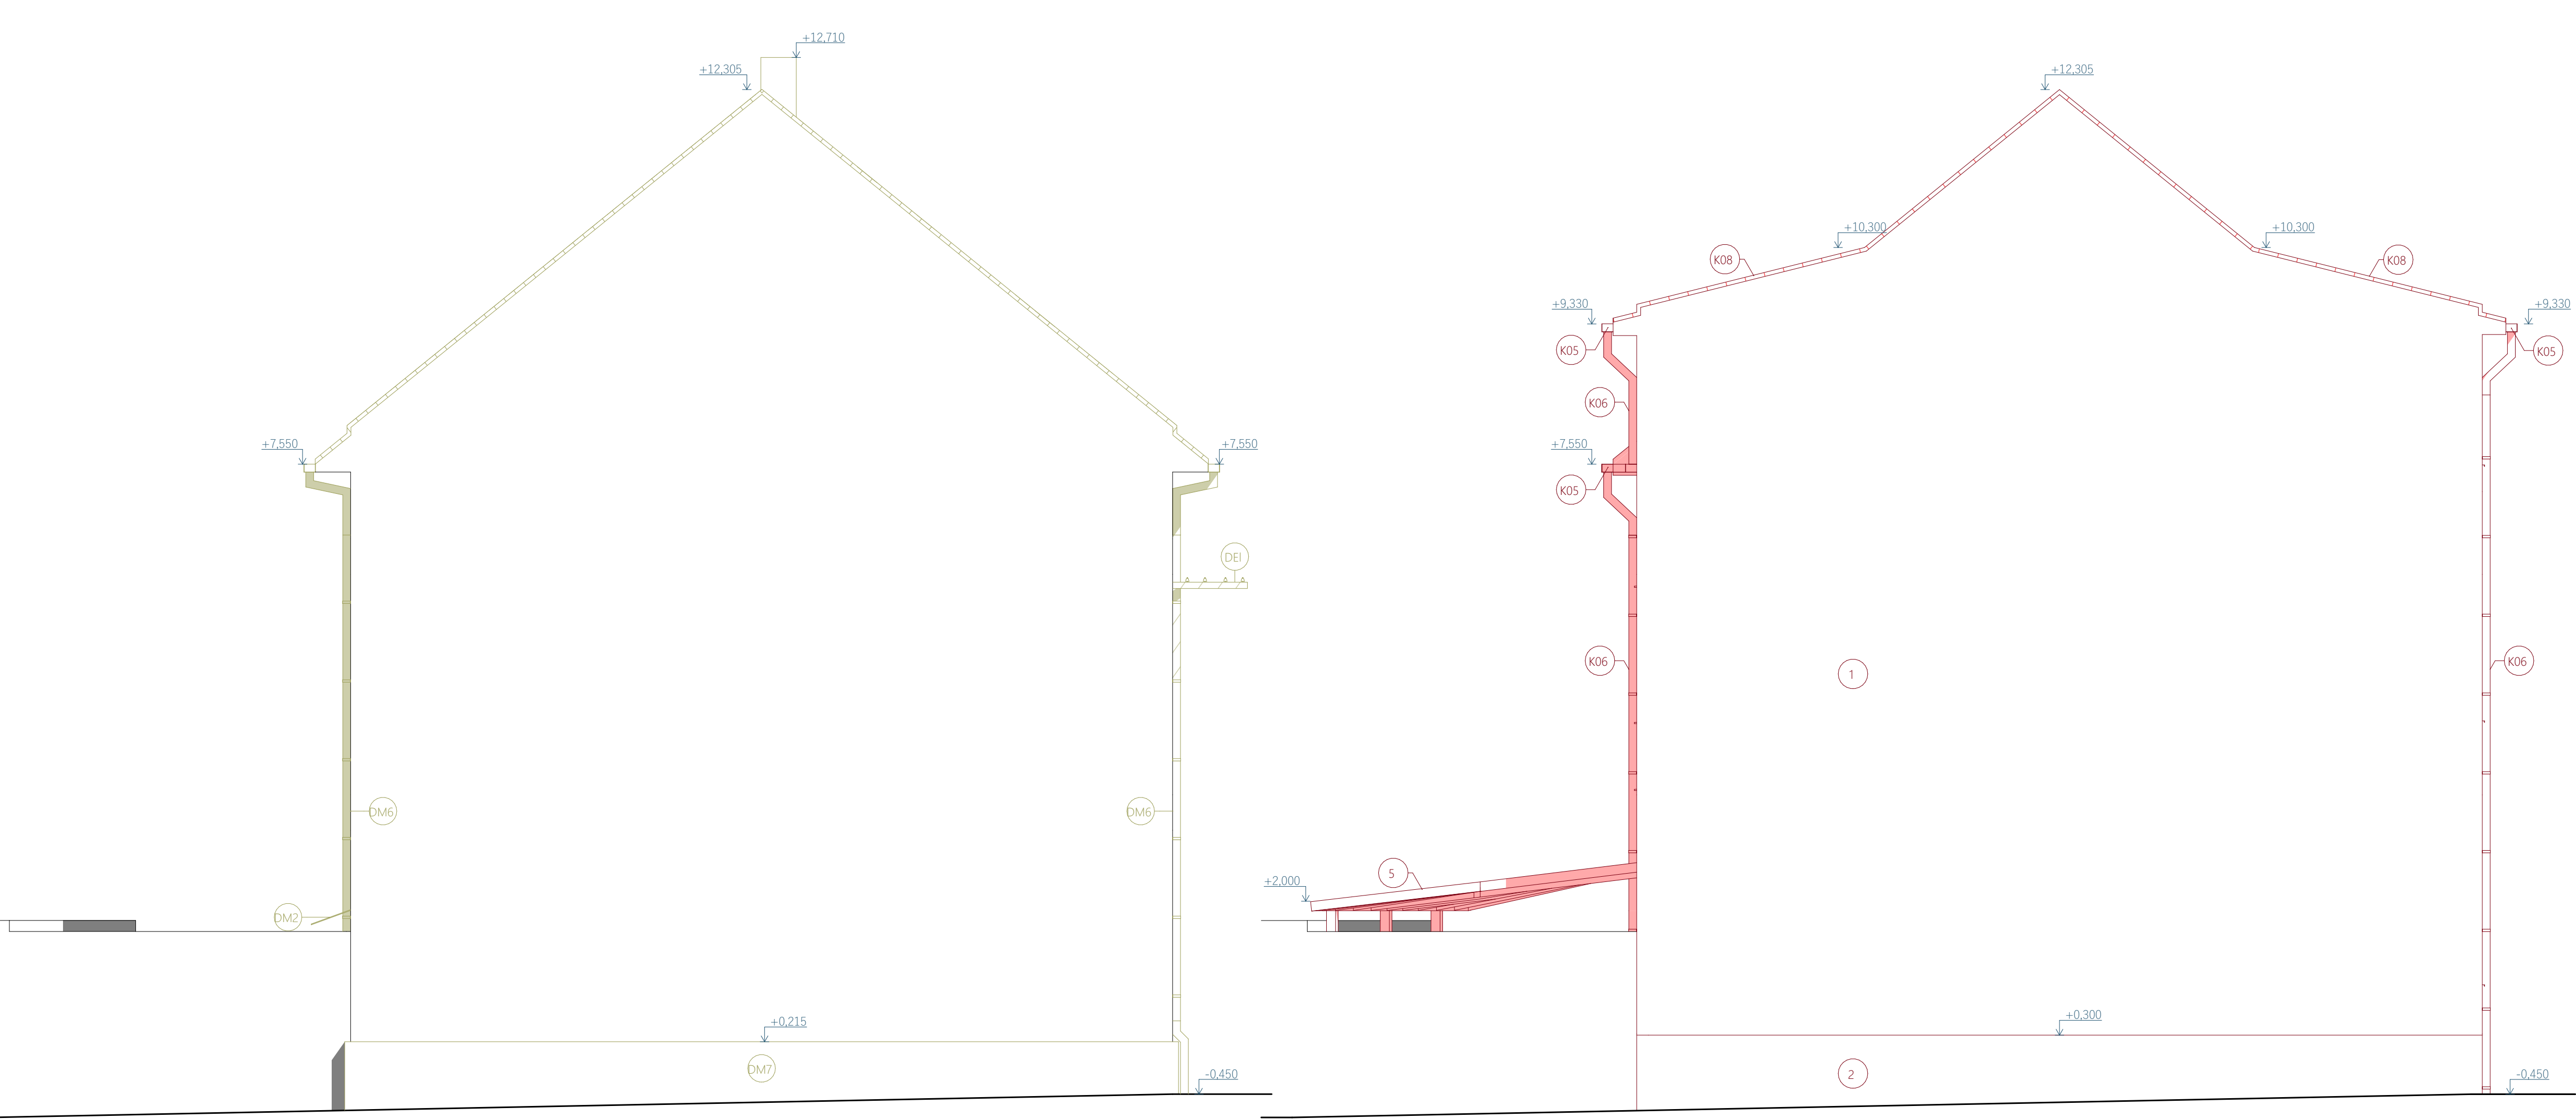 +12,710
+12,305
+7,550
+7,550
DEI
DM6
DM6
DM2
+0,215
DM7
-0,450
+12,305
+10,300
+10,300
K08
K08
+9,330
+9,330
K05
K05
K06
+7,550
K05
K06
1
K06
5
+2,000
+0,300
2
-0,450